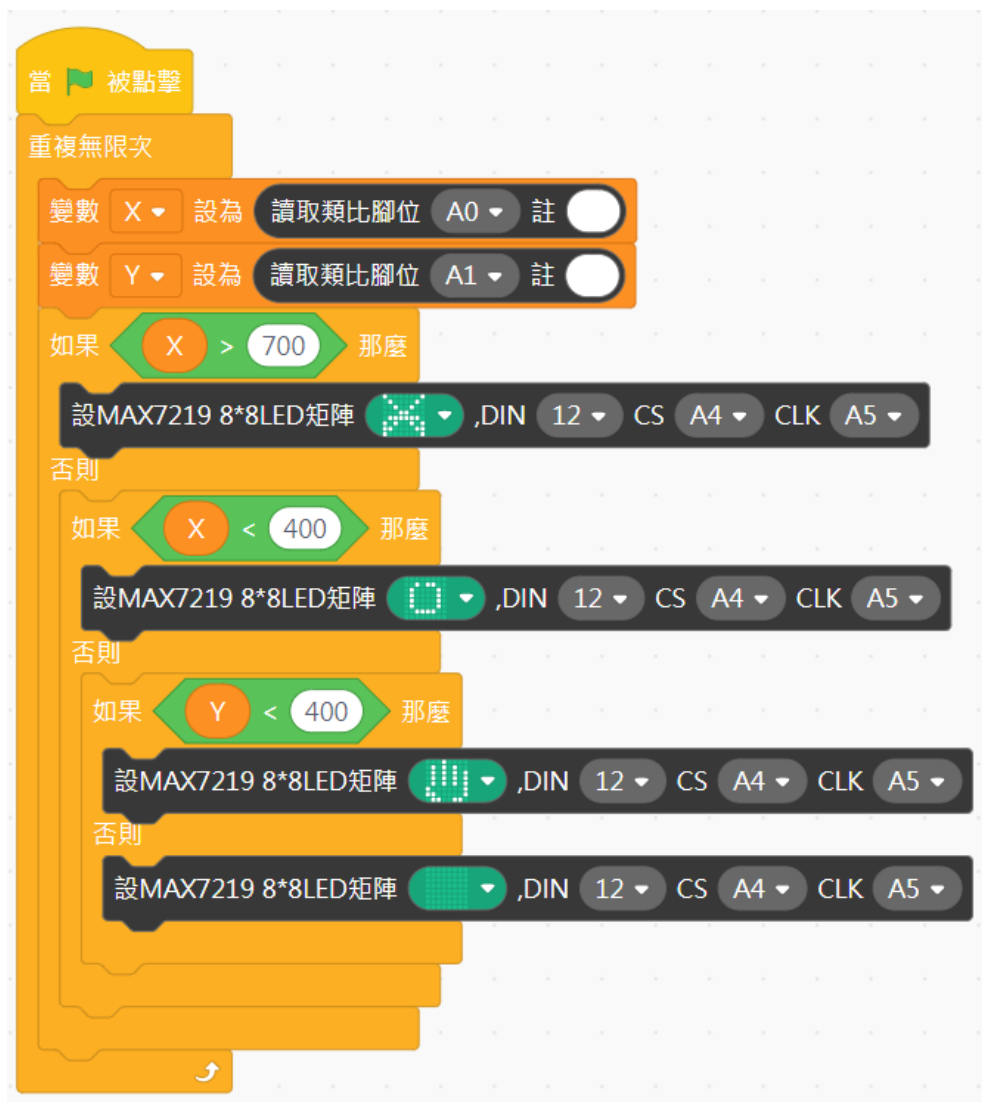 當 被點擊
重複無限次
變數 X 設為 讀取類比腳位 A0 註
變數 Y 設為 讀取類比腳位 A1 註
如果 X > 700 那麼
設MAX7219 8*8LED矩陣 ,DIN 12 CS A4 CLK A5
否則
如果 X < 400 那麼
設MAX7219 8*8LED矩陣 ,DIN 12 CS A4 CLK A5
否則
如果 Y < 400 那麼
設MAX7219 8*8LED矩陣 ,DIN 12 CS A4 CLK A5
否則
設MAX7219 8*8LED矩陣 ,DIN 12 CS A4 CLK A5